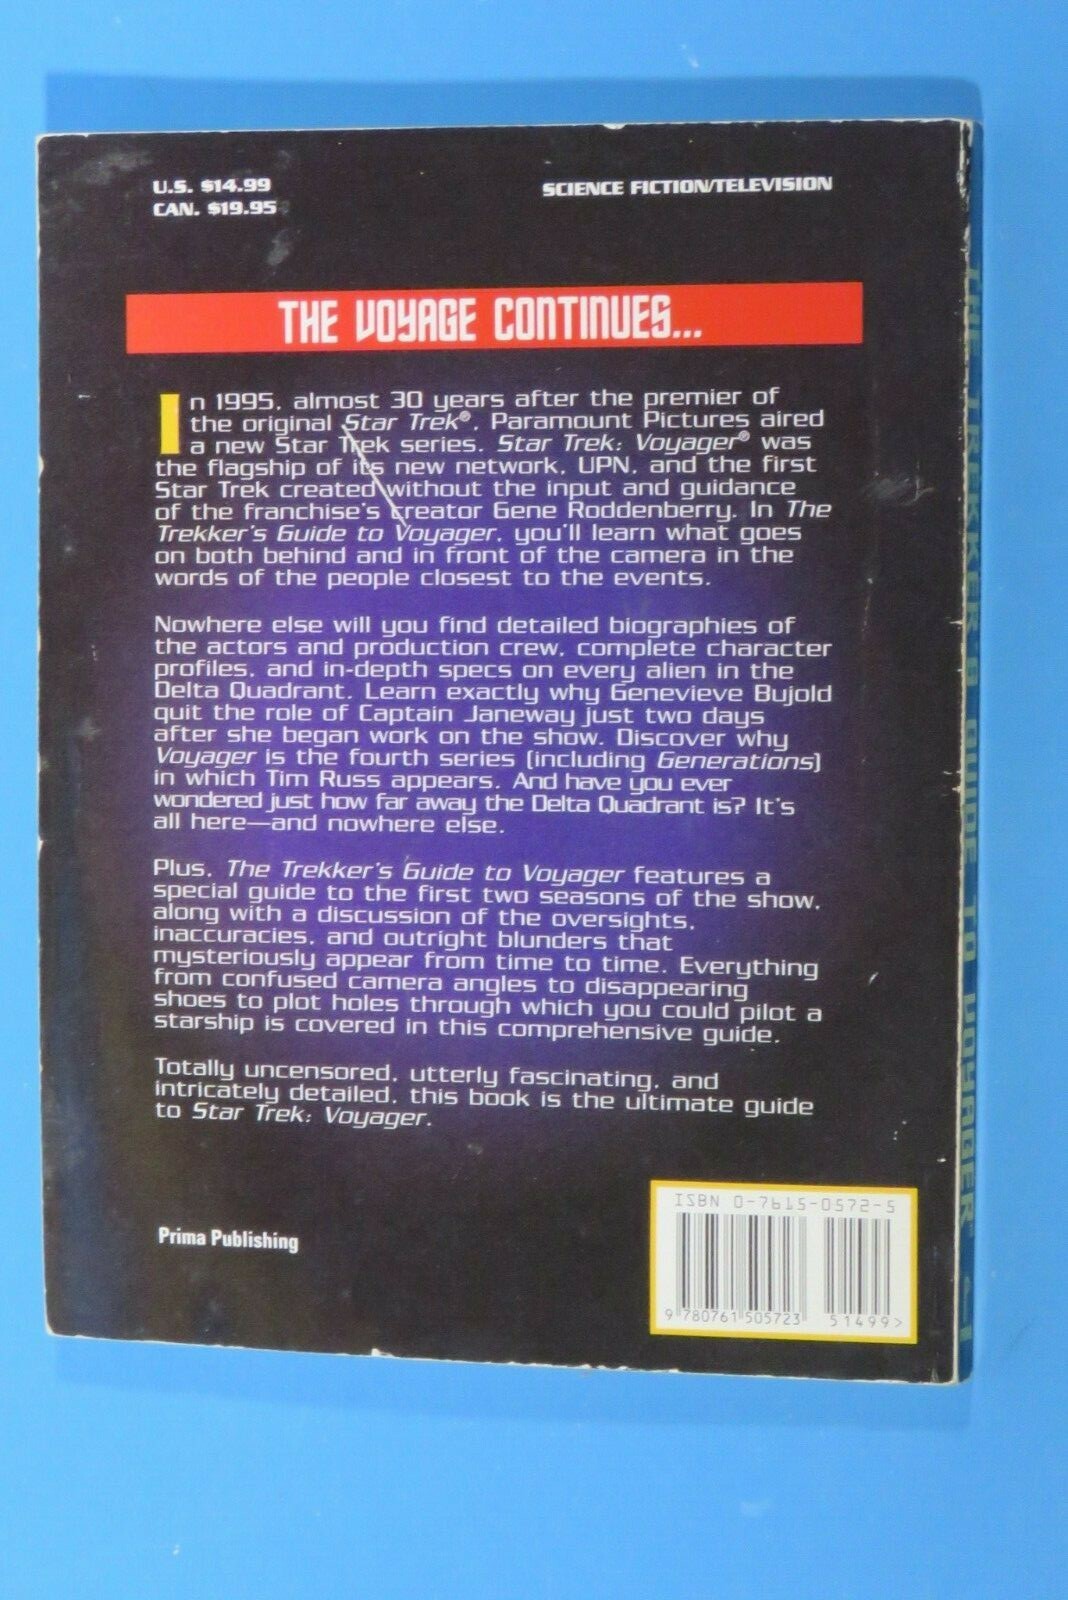 U.S. $14.99
CAN. $19.95
SCIENCE FICTION/TELEVISION
THE VOYAGE CONTINUES...
In 1995, almost 30 years after the premier of
the original Star Trek®, Paramount Pictures aired
a new Star Trek series. Star Trek: Voyager® was
the flagship of its new network, UPN, and the first
Star Trek created without the input and guidance
of the franchise's creator Gene Roddenberry. In The
Trekker's Guide to Voyager, you'll learn what goes
on both behind and in front of the camera in the
words of the people closest to the events.
Nowhere else will you find detailed biographies of
the actors and production crew, complete character
profiles, and in-depth specs on every alien in the
Delta Quadrant. Learn exactly why Genevieve Bujold
quit the role of Captain Janeway just two days
after she began work on the show. Discover why
Voyager is the fourth series (including Generations)
in which Tim Russ appears. And have you ever
wondered just how far away the Delta Quadrant is? It's
all here—and nowhere else.
Plus, The Trekker's Guide to Voyager features a
special guide to the first two seasons of the show,
along with a discussion of the oversights,
inaccuracies, and outright blunders that
mysteriously appear from time to time. Everything
from confused camera angles to disappearing
shoes to plot holes through which you could pilot a
starship is covered in this comprehensive guide.
Totally uncensored, utterly fascinating, and
intricately detailed, this book is the ultimate guide
to Star Trek: Voyager.
Prima Publishing
ISBN 0-7615-0572-5
9 780761 505723
51499>
THE TREKKER'S GUIDE TO VOYAGER